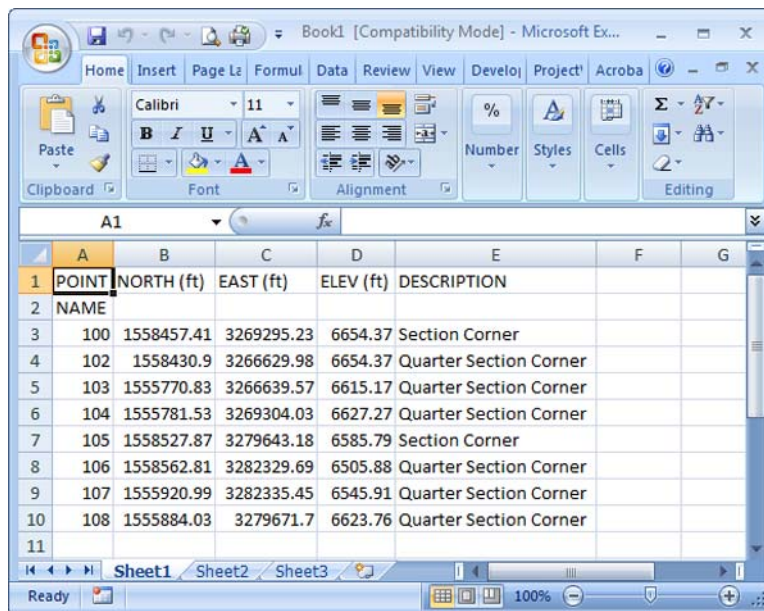 Book1 [Compatibility Mode] - Microsoft Ex...
Home Insert Page La Formul Data Review View Develo Project' Acroba
Paste
Calibri 11
B I U A A
% Number Styles Cells
Σ
Clipboard Font Alignment Editing
A1 fx
A B C D E F G
1 POINT NORTH (ft) EAST (ft) ELEV (ft) DESCRIPTION
2 NAME
3 100 1558457.41 3269295.23 6654.37 Section Corner
4 102 1558430.9 3266629.98 6654.37 Quarter Section Corner
5 103 1555770.83 3266639.57 6615.17 Quarter Section Corner
6 104 1555781.53 3269304.03 6627.27 Quarter Section Corner
7 105 1558527.87 3279643.18 6585.79 Section Corner
8 106 1558562.81 3282329.69 6505.88 Quarter Section Corner
9 107 1555920.99 3282335.45 6545.91 Quarter Section Corner
10 108 1555884.03 3279671.7 6623.76 Quarter Section Corner
11
Sheet1 Sheet2 Sheet3
Ready 100%